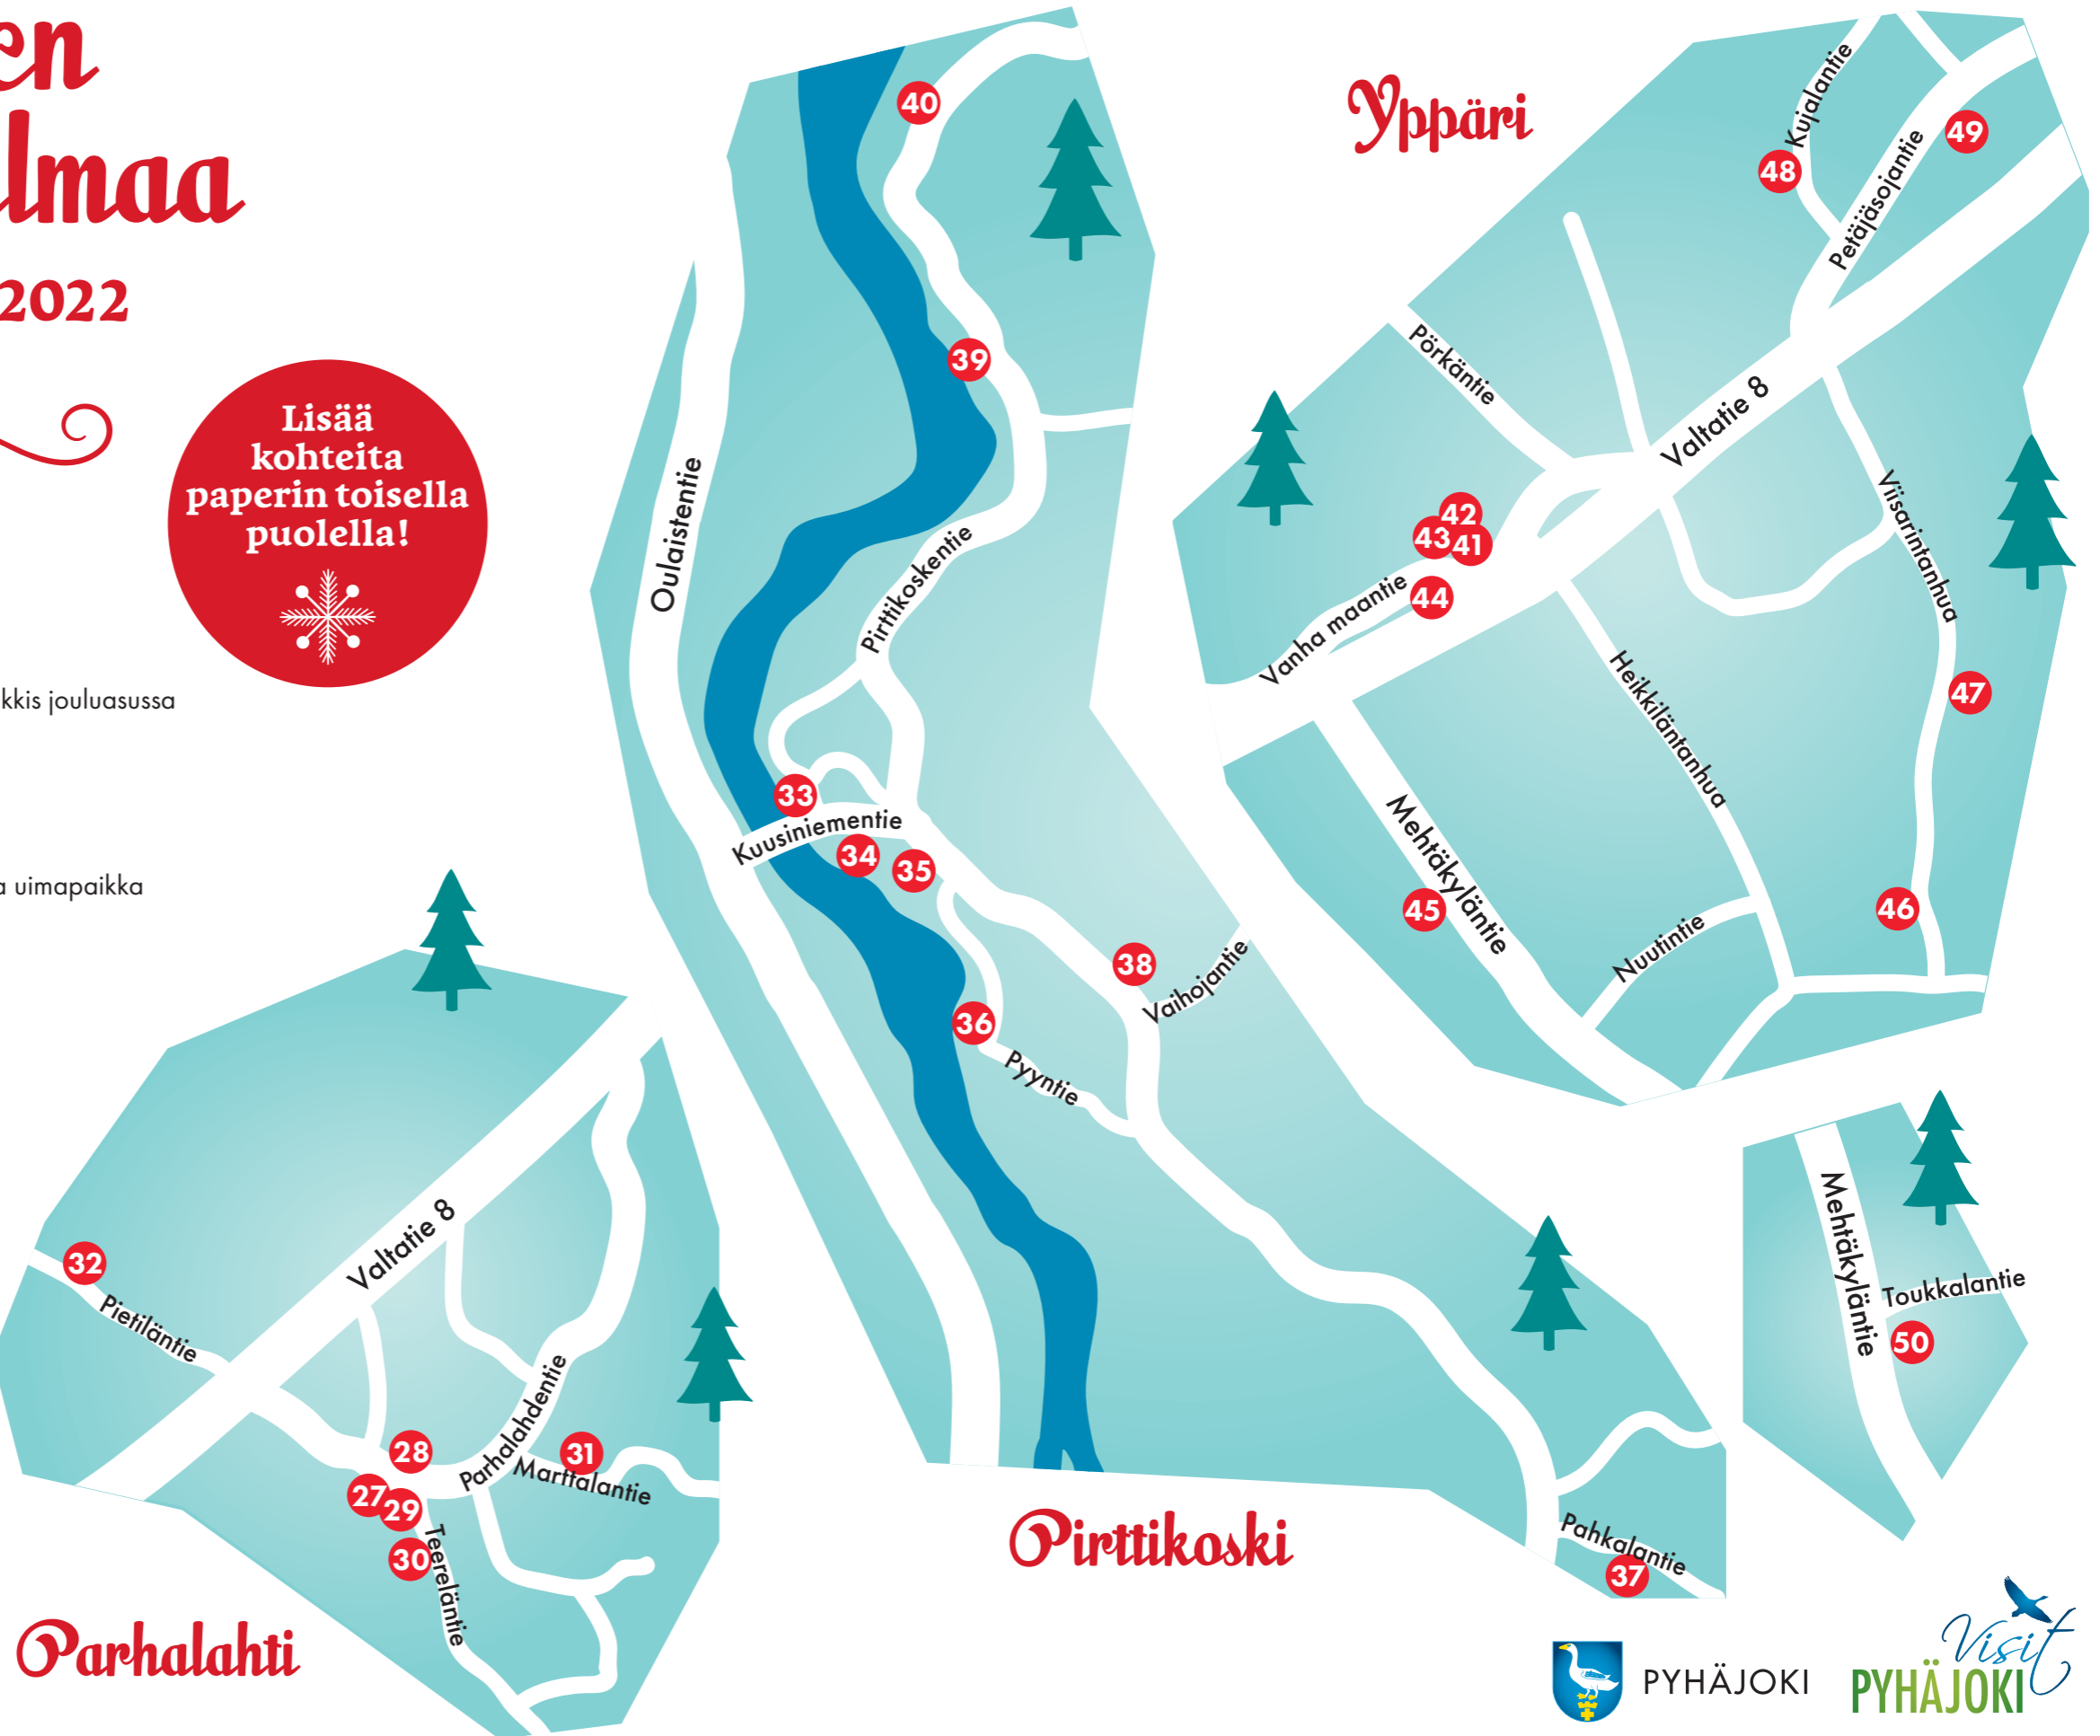 en
lmaa
2022
Lisää
kohteita
paperin toisella
puolella!
kkis jouluasussa
a uimapaikka
Oulaistentie
Pirttikoskentie
Kuusiniementie
Vaihojantie
Pyyntie
Pahkalantie
40
39
33
34
35
38
36
37
Pirttikoski
Yppäri
Kujalantie
Petäjäsojantie
Pörkäntie
Valtatie 8
Viisarintanhua
Vanha maantie
Heikkiläntanhua
Mehtäkyläntie
Nuutintie
48
49
42
43
41
44
47
45
46
Mehtäkyläntie
Toukkalantie
50
Valtatie 8
32
Pietiläntie
Parhalahdentie
28
31
Marttalantie
27
29
30
Teereläntie
Parhalahti
PYHÄJOKI
Visit
PYHÄJOKI